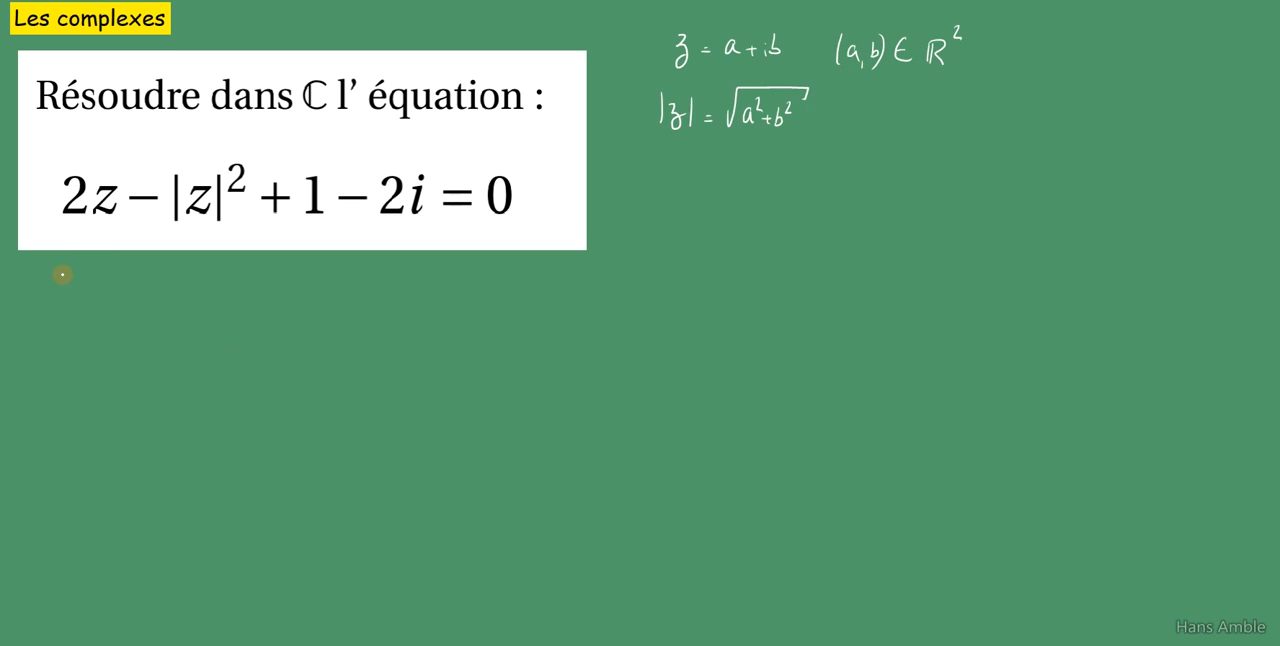 Les complexes
Résoudre dans ℂ l’ équation :
2z − |z|² + 1 − 2i = 0
z = a + ib (a,b) ∈ ℝ²
|z| = √(a² + b²)
Hans Amble